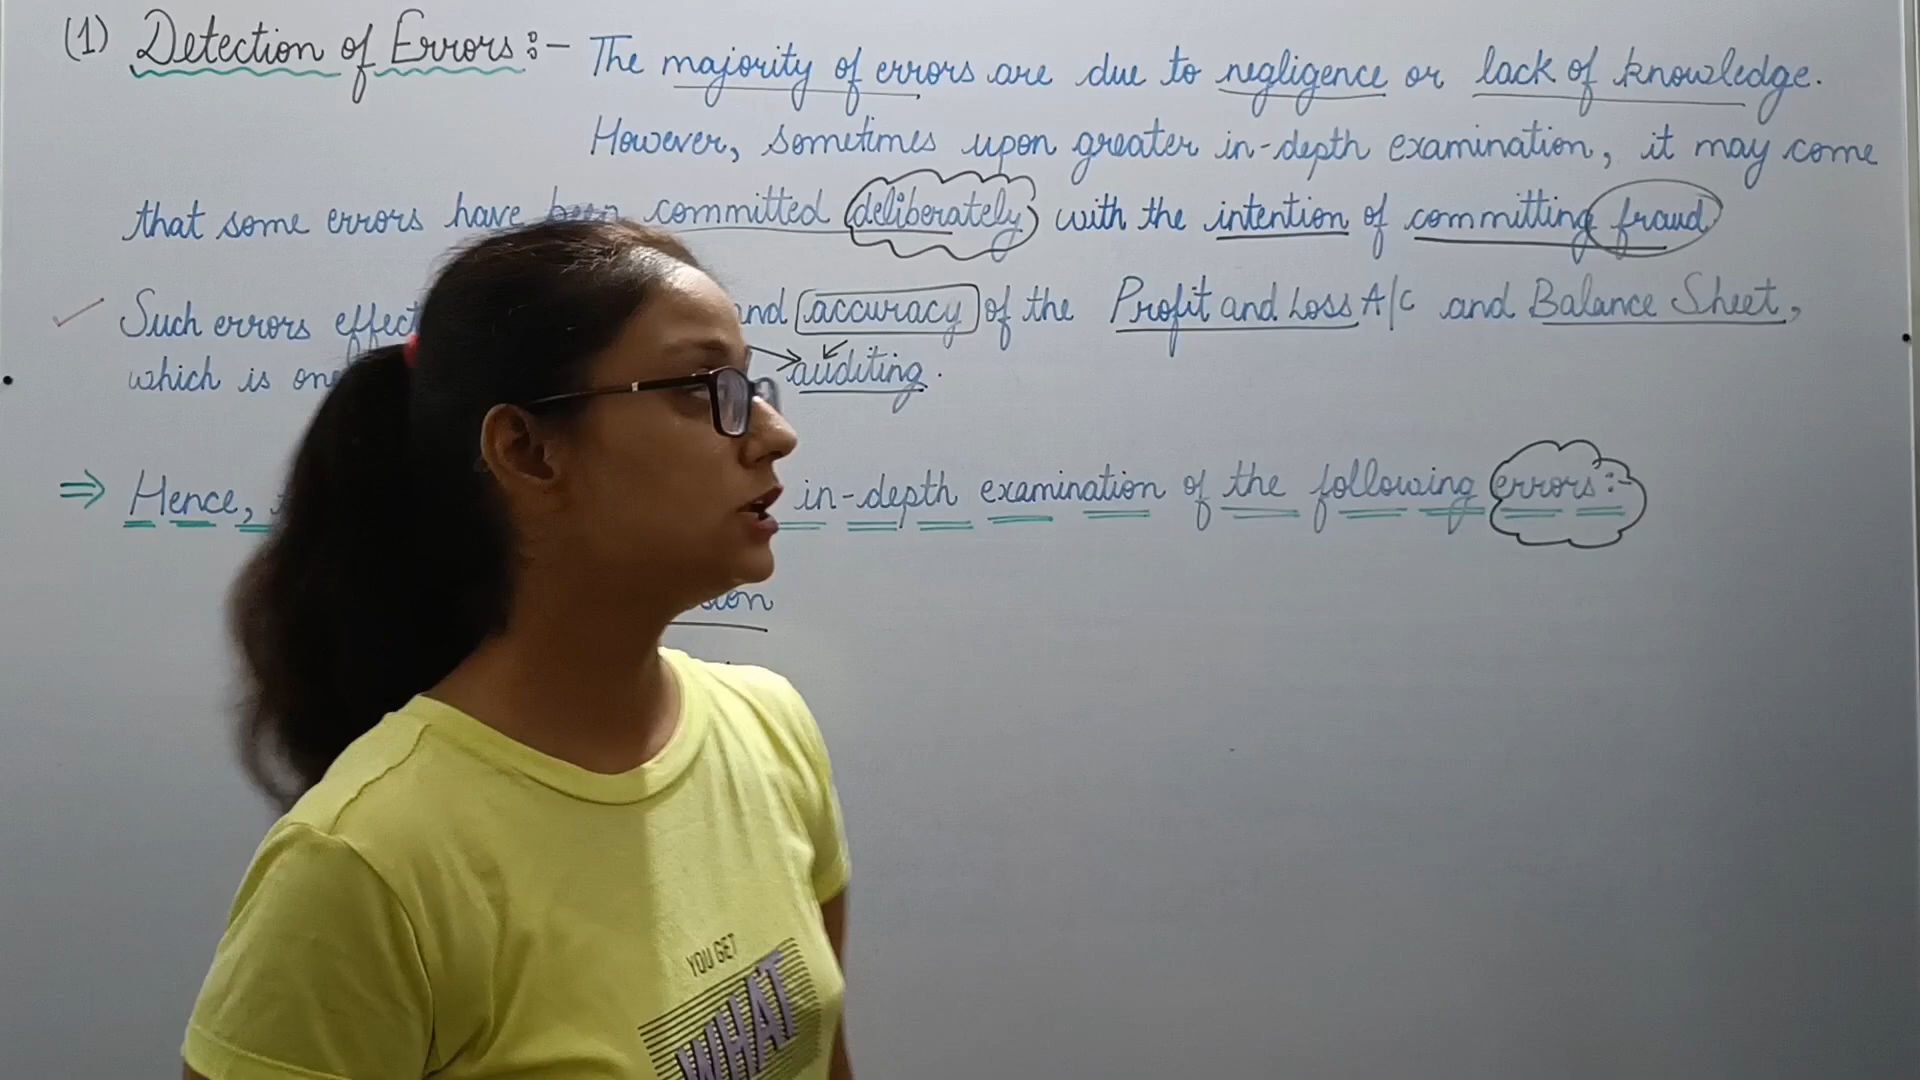 (1) Detection of Errors :- The majority of errors are due to negligence or lack of knowledge.
However, sometimes upon greater in-depth examination, it may come
that some errors have been committed deliberately with the intention of committing fraud
Such errors effect and accuracy of the Profit and Loss A/C and Balance Sheet,
which is one auditing.
⇒ Hence, in-depth examination of the following errors:-
YOU GET
WHAT